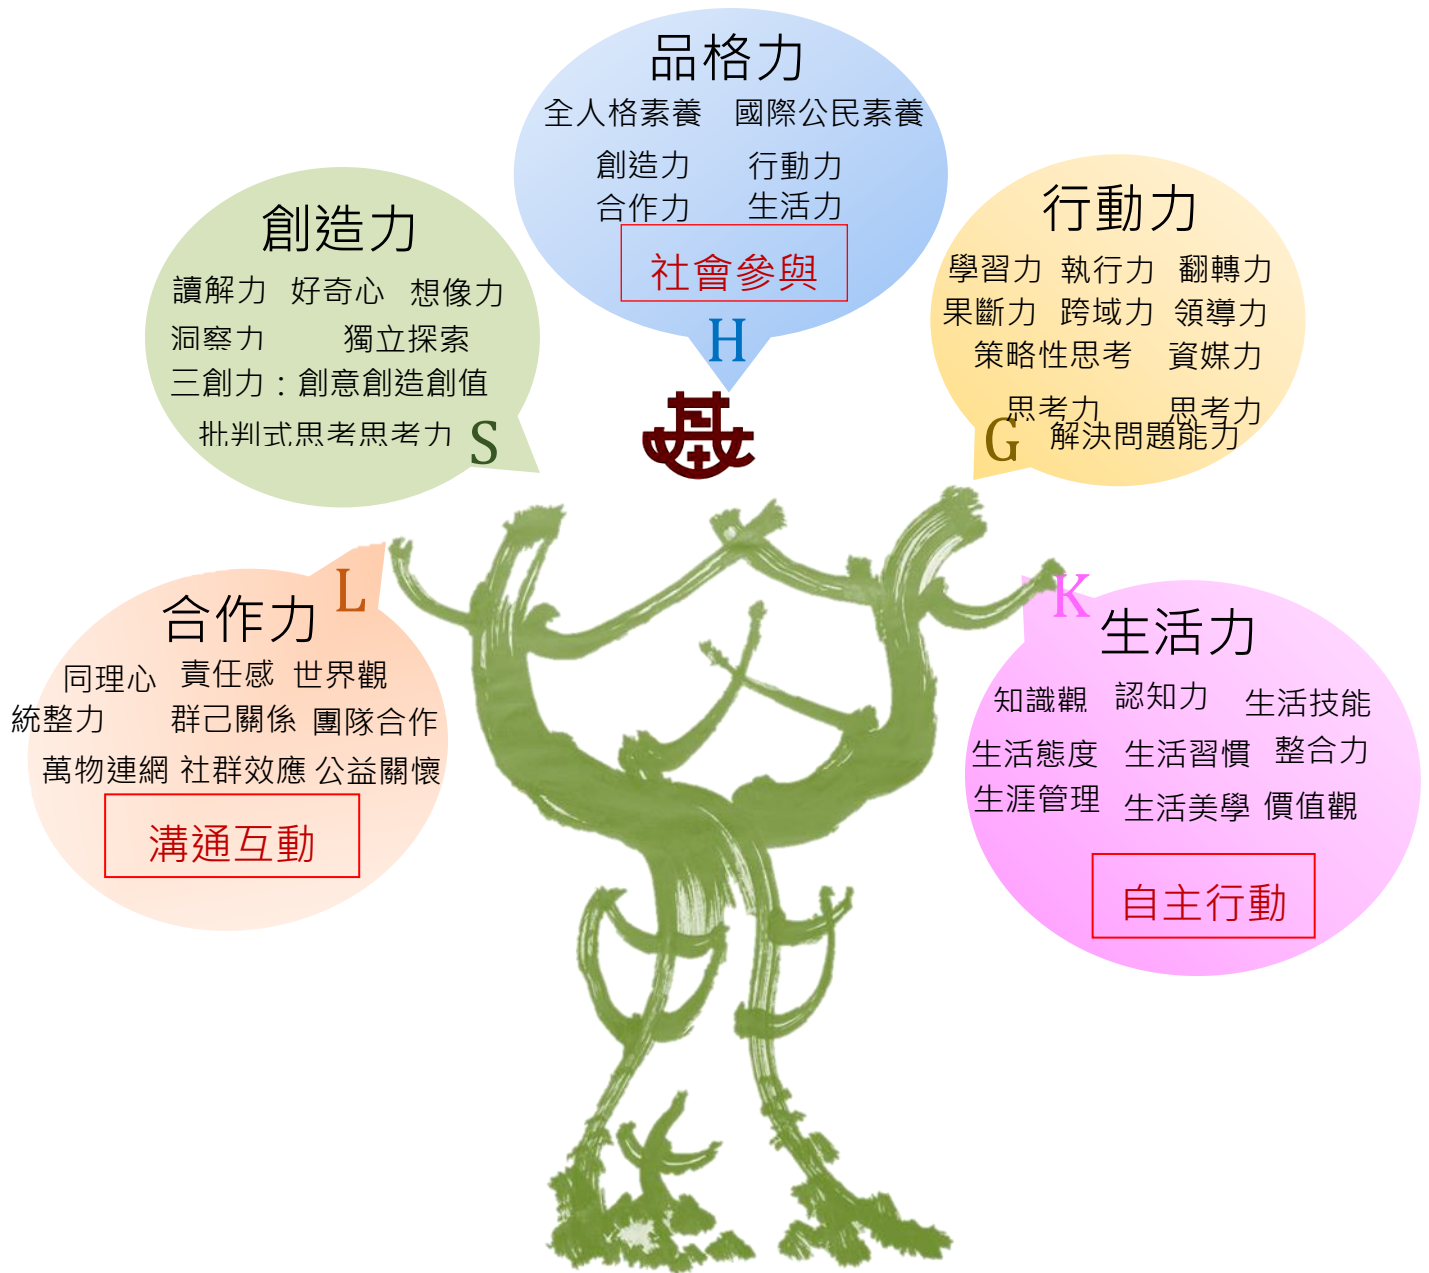 品格力
全人格素養 國際公民素養
創造力 行動力
合作力 生活力
社會參與
H
創造力
讀解力 好奇心 想像力
洞察力 獨立探索
三創力：創意創造創值
批判式思考思考力
S
行動力
學習力 執行力 翻轉力
果斷力 跨域力 領導力
策略性思考 資媒力
思考力 思考力
解決問題能力
G
L
合作力
同理心 責任感 世界觀
統整力 群己關係 團隊合作
萬物連網 社群效應 公益關懷
溝通互動
K
生活力
知識觀 認知力 生活技能
生活態度 生活習慣 整合力
生涯管理 生活美學 價值觀
自主行動